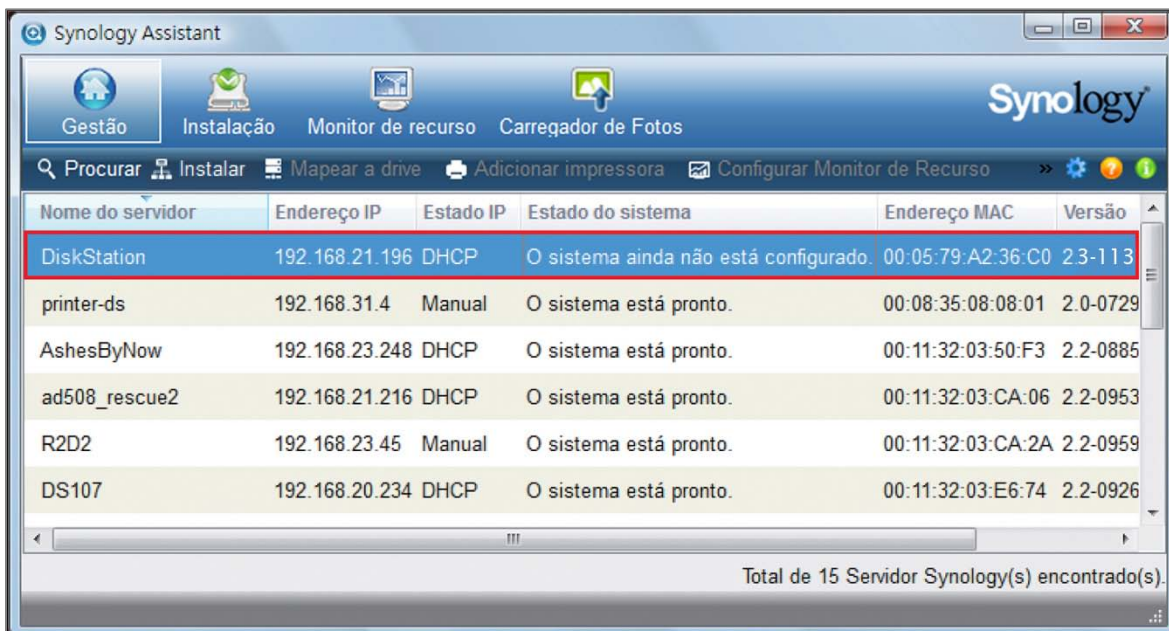 Synology Assistant
Gestão Instalação Monitor de recurso Carregador de Fotos Synology
Procurar Instalar Mapear a drive Adicionar impressora Configurar Monitor de Recurso »
Nome do servidor Endereço IP Estado IP Estado do sistema Endereço MAC Versão
DiskStation 192.168.21.196 DHCP O sistema ainda não está configurado. 00:05:79:A2:36:C0 2.3-113
printer-ds 192.168.31.4 Manual O sistema está pronto. 00:08:35:08:08:01 2.0-0729
AshesByNow 192.168.23.248 DHCP O sistema está pronto. 00:11:32:03:50:F3 2.2-0885
ad508_rescue2 192.168.21.216 DHCP O sistema está pronto. 00:11:32:03:CA:06 2.2-0953
R2D2 192.168.23.45 Manual O sistema está pronto. 00:11:32:03:CA:2A 2.2-0959
DS107 192.168.20.234 DHCP O sistema está pronto. 00:11:32:03:E6:74 2.2-0926
Total de 15 Servidor Synology(s) encontrado(s).